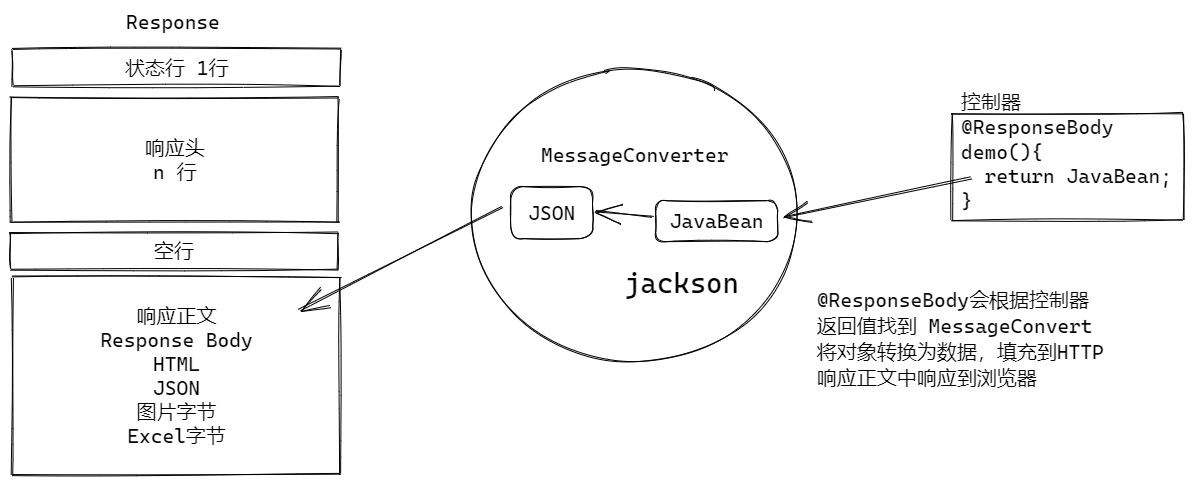 Response
状态行 1行
响应头
n 行
空行
响应正文
Response Body
HTML
JSON
图片字节
Excel字节
MessageConverter
JSON
JavaBean
jackson
控制器
@ResponseBody
demo(){
return JavaBean;
}
@ResponseBody会根据控制器
返回值找到 MessageConvert
将对象转换为数据，填充到HTTP
响应正文中响应到浏览器